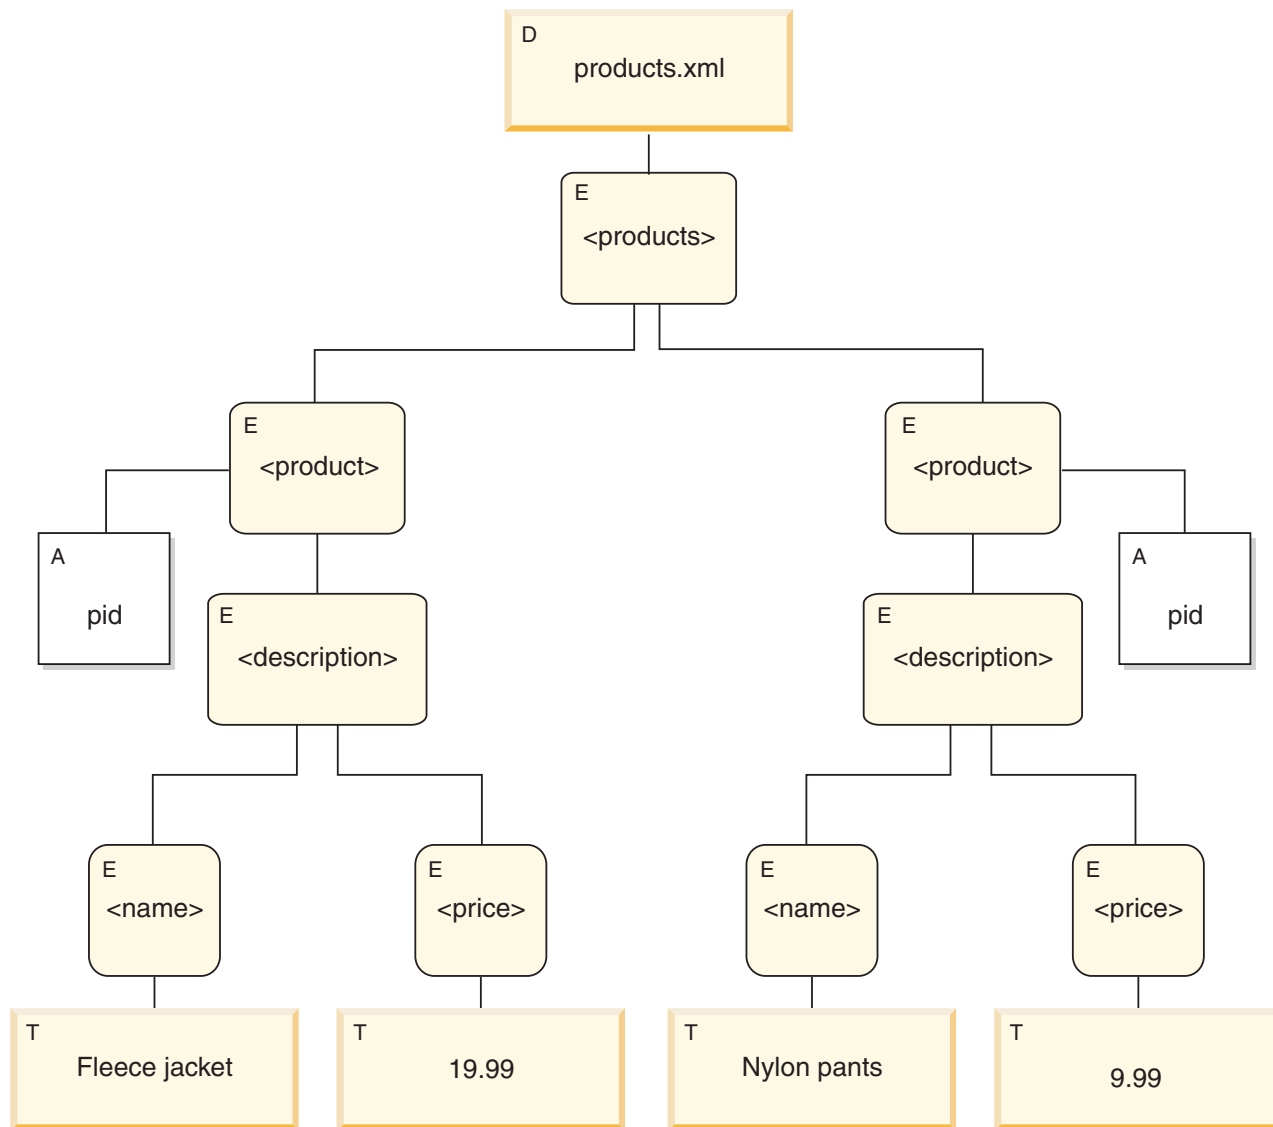 D
products.xml
E
<products>
E
<product>
E
<product>
A
pid
A
pid
E
<description>
E
<description>
E
<name>
E
<price>
E
<name>
E
<price>
T
Fleece jacket
T
19.99
T
Nylon pants
T
9.99